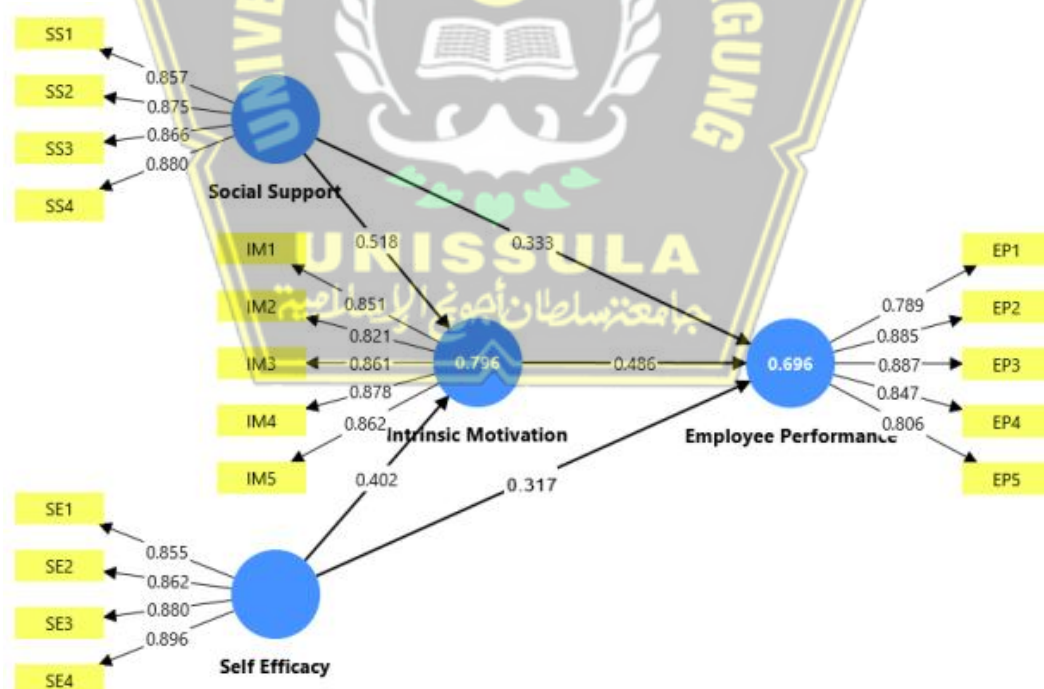 SS1
SS2
SS3
SS4
0.857
0.875
0.866
0.880
Social Support
0.518
0.333
IM1
IM2
IM3
IM4
IM5
0.851
0.821
0.861
0.878
0.862
0.796
Intrinsic Motivation
0.486
0.402
0.317
SE1
SE2
SE3
SE4
0.855
0.862
0.880
0.896
Self Efficacy
0.696
Employee Performance
0.789
0.885
0.887
0.847
0.806
EP1
EP2
EP3
EP4
EP5
UNIVE
GUNG
UNISSULA
جامعة سلطان أجونج الإسلامية